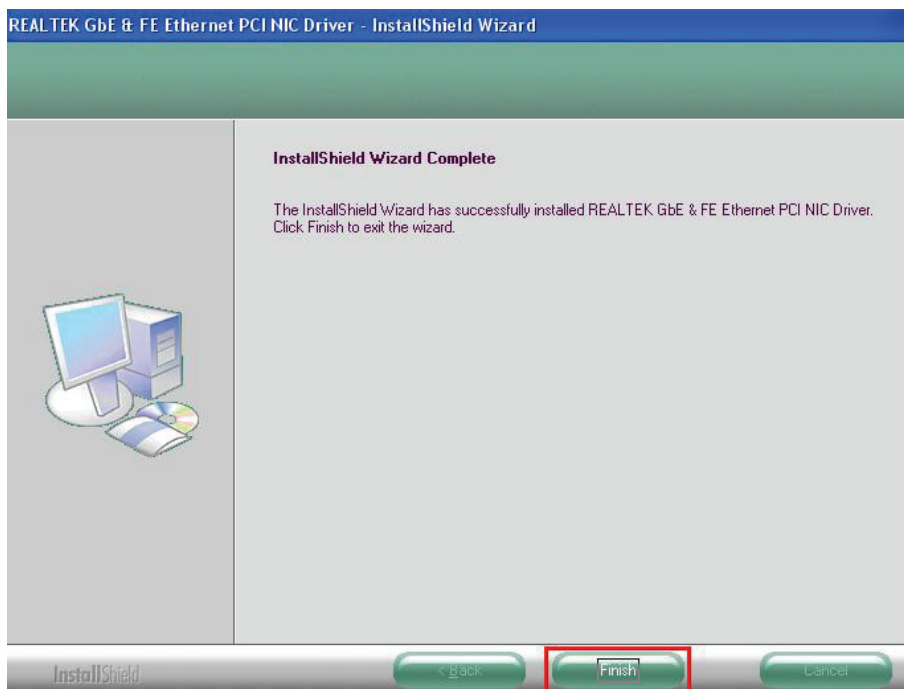 REALTEK GbE & FE Ethernet PCI NIC Driver - InstallShield Wizard
InstallShield Wizard Complete
The InstallShield Wizard has successfully installed REALTEK GbE & FE Ethernet PCI NIC Driver.
Click Finish to exit the wizard.
InstallShield
< Back
Finish
Cancel